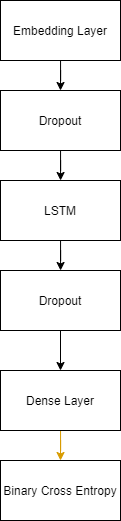 Embedding Layer
Dropout
LSTM
Dropout
Dense Layer
Binary Cross Entropy